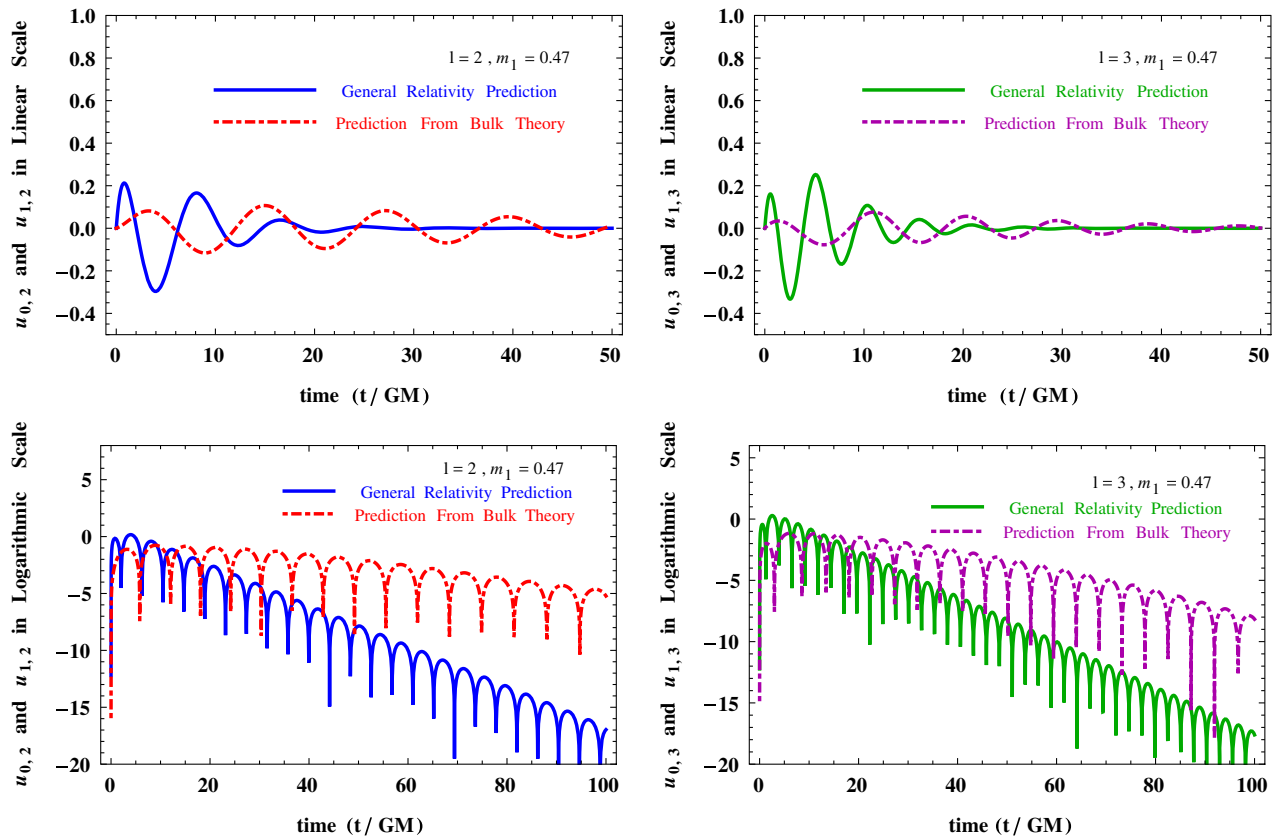 u0,2 and u1,2 in Linear Scale
1.0
0.8
0.6
0.4
0.2
0.0
−0.2
−0.4
l = 2 , m1 = 0.47
General Relativity Prediction
Prediction From Bulk Theory
0 10 20 30 40 50
time (t / GM)
u0,3 and u1,3 in Linear Scale
1.0
0.8
0.6
0.4
0.2
0.0
−0.2
−0.4
l = 3 , m1 = 0.47
General Relativity Prediction
Prediction From Bulk Theory
0 10 20 30 40 50
time (t / GM)
u0,2 and u1,2 in Logarithmic Scale
5
0
−5
−10
−15
−20
l = 2 , m1 = 0.47
General Relativity Prediction
Prediction From Bulk Theory
0 20 40 60 80 100
time (t / GM)
u0,3 and u1,3 in Logarithmic Scale
5
0
−5
−10
−15
−20
l = 3 , m1 = 0.47
General Relativity Prediction
Prediction From Bulk Theory
0 20 40 60 80 100
time (t / GM)